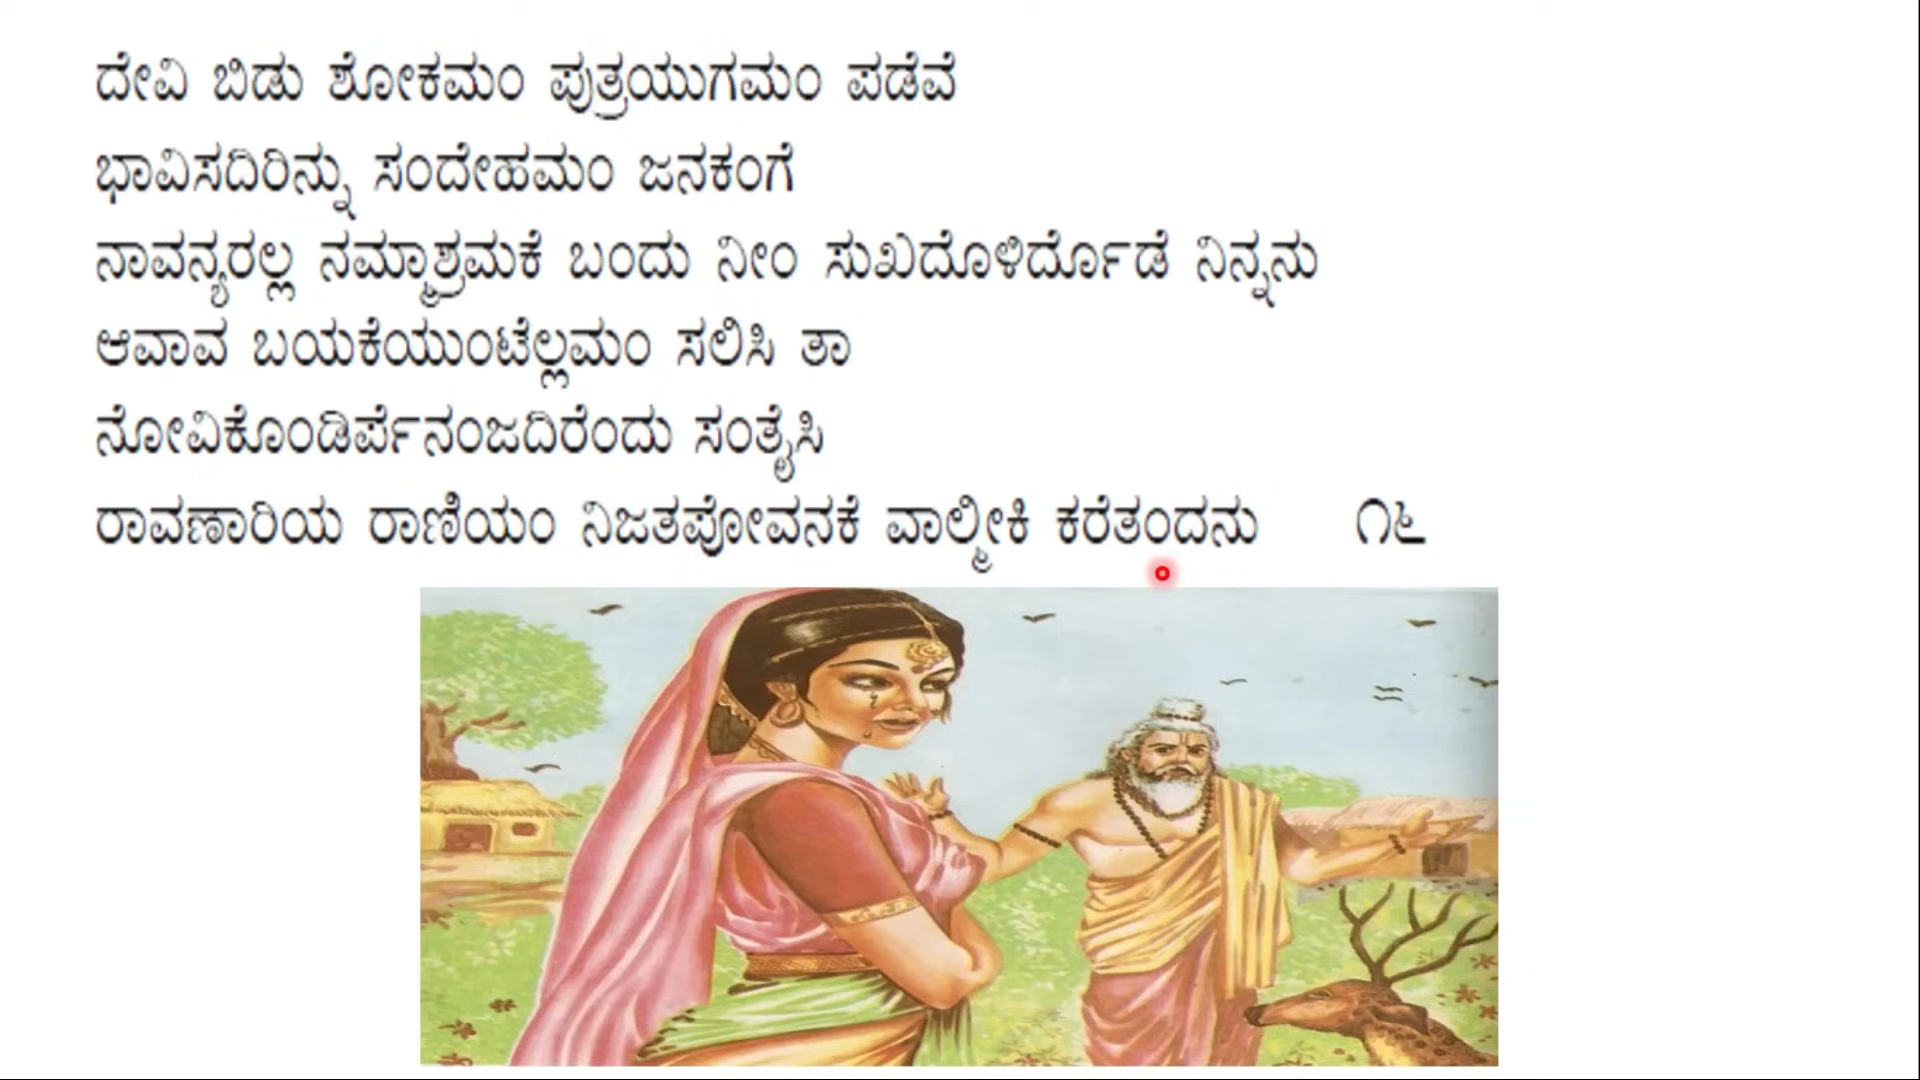 ದೇವಿ ಬಿಡು ಶೋಕಮಂ ಪುತ್ರಯುಗಮಂ ಪಡೆವೆ
ಭಾವಿಸದಿರಿನ್ನು ಸಂದೇಹಮಂ ಜನಕಂಗೆ
ನಾವನ್ಯರಲ್ಲ ನಮ್ಮಾಶ್ರಮಕೆ ಬಂದು ನೀಂ ಸುಖದೊಳಿರ್ದೊಡೆ ನಿನ್ನನು
ಆವಾವ ಬಯಕೆಯುಂಟೆಲ್ಲಮಂ ಸಲಿಸಿ ತಾ
ನೋವಿಕೊಂಡಿರ್ಪೆನಂಜದಿರೆಂದು ಸಂತೈಸಿ
ರಾವಣಾರಿಯ ರಾಣಿಯಂ ನಿಜತಪೋವನಕೆ ವಾಲ್ಮೀಕಿ ಕರೆತಂದನು ೧೬